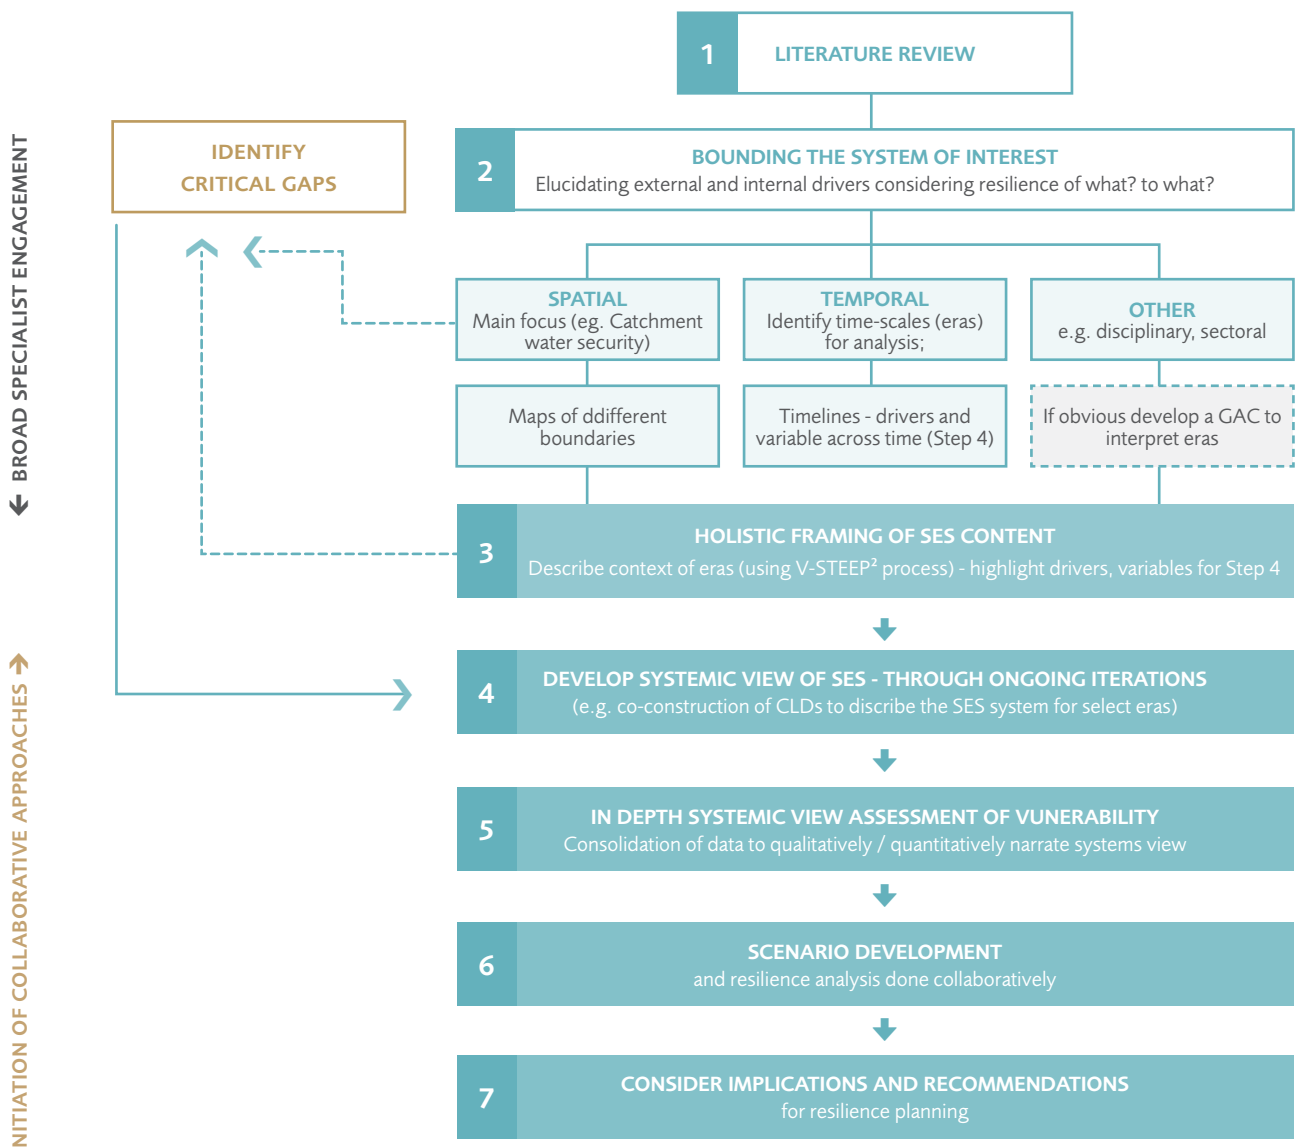 1
LITERATURE REVIEW
← BROAD SPECIALIST ENGAGEMENT
IDENTIFY
CRITICAL GAPS
2
BOUNDING THE SYSTEM OF INTEREST
Elucidating external and internal drivers considering resilience of what? to what?
SPATIAL
Main focus (eg. Catchment
water security)
TEMPORAL
Identify time-scales (eras)
for analysis;
OTHER
e.g. disciplinary, sectoral
Maps of ddifferent
boundaries
Timelines - drivers and
variable across time (Step 4)
If obvious develop a GAC to
interpret eras
3
HOLISTIC FRAMING OF SES CONTENT
Describe context of eras (using V-STEEP² process) - highlight drivers, variables for Step 4
NITIATION OF COLLABORATIVE APPROACHES →
4
DEVELOP SYSTEMIC VIEW OF SES - THROUGH ONGOING ITERATIONS
(e.g. co-construction of CLDs to discribe the SES system for select eras)
5
IN DEPTH SYSTEMIC VIEW ASSESSMENT OF VUNERABILITY
Consolidation of data to qualitatively / quantitatively narrate systems view
6
SCENARIO DEVELOPMENT
and resilience analysis done collaboratively
7
CONSIDER IMPLICATIONS AND RECOMMENDATIONS
for resilience planning